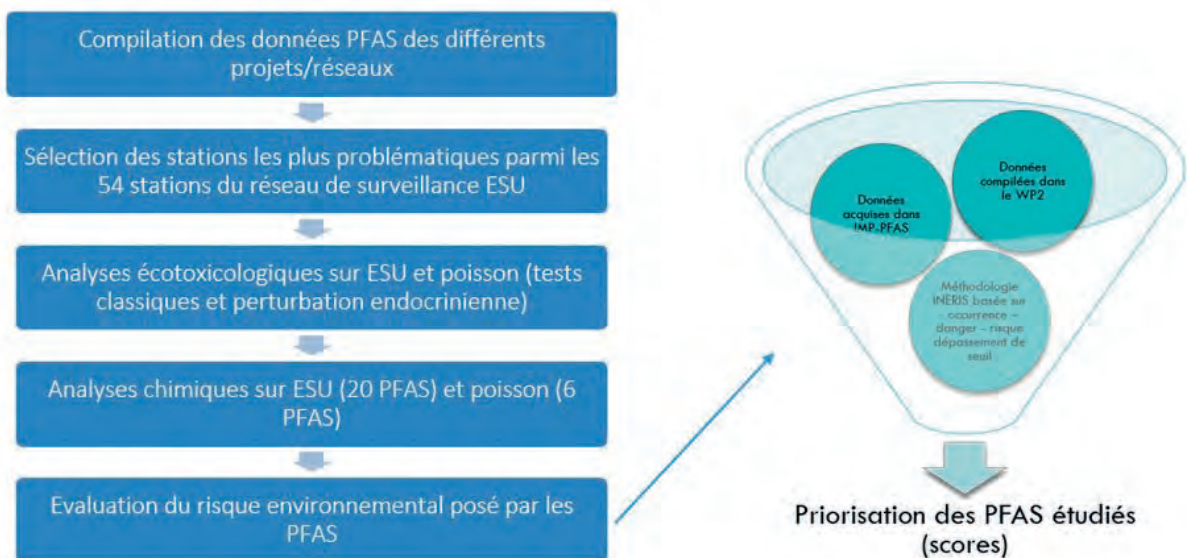 Compilation des données PFAS des différents
projets/réseaux
Sélection des stations les plus problématiques parmi les
54 stations du réseau de surveillance ESU
Analyses écotoxicologiques sur ESU et poisson (tests
classiques et perturbation endocrinienne)
Analyses chimiques sur ESU (20 PFAS) et poisson (6
PFAS)
Evaluation du risque environnemental posé par les
PFAS
Données
compilées dans
le WP2
Données
acquises dans
IMP-PFAS
Méthodologie
INERIS basée sur
- occurrence –
danger – risque
dépassement de
seuil
Priorisation des PFAS étudiés
(scores)